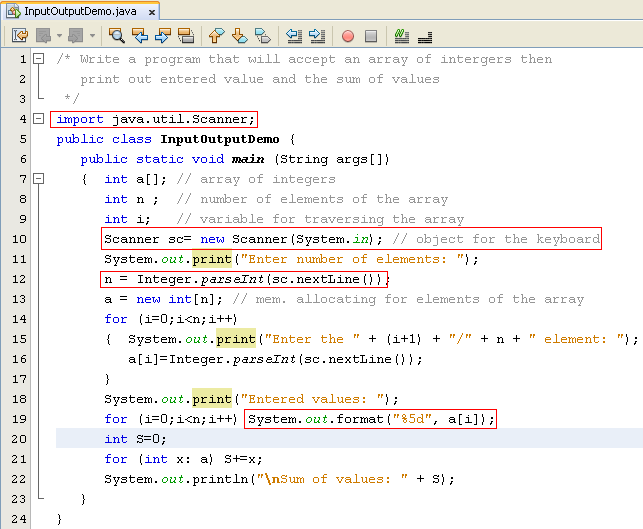 InputOutputDemo.java x
1 /* Write a program that will accept an array of intergers then
2 print out entered value and the sum of values
3 */
4 import java.util.Scanner;
5 public class InputOutputDemo {
6 public static void main (String args[])
7 { int a[]; // array of integers
8 int n ; // number of elements of the array
9 int i; // variable for traversing the array
10 Scanner sc= new Scanner(System.in); // object for the keyboard
11 System.out.print("Enter number of elements: ");
12 n = Integer.parseInt(sc.nextLine());
13 a = new int[n]; // mem. allocating for elements of the array
14 for (i=0;i<n;i++)
15 { System.out.print("Enter the " + (i+1) + "/" + n + " element: ");
16 a[i]=Integer.parseInt(sc.nextLine());
17 }
18 System.out.print("Entered values: ");
19 for (i=0;i<n;i++) System.out.format("%5d", a[i]);
20 int S=0;
21 for (int x: a) S+=x;
22 System.out.println("\nSum of values: " + S);
23 }
24 }